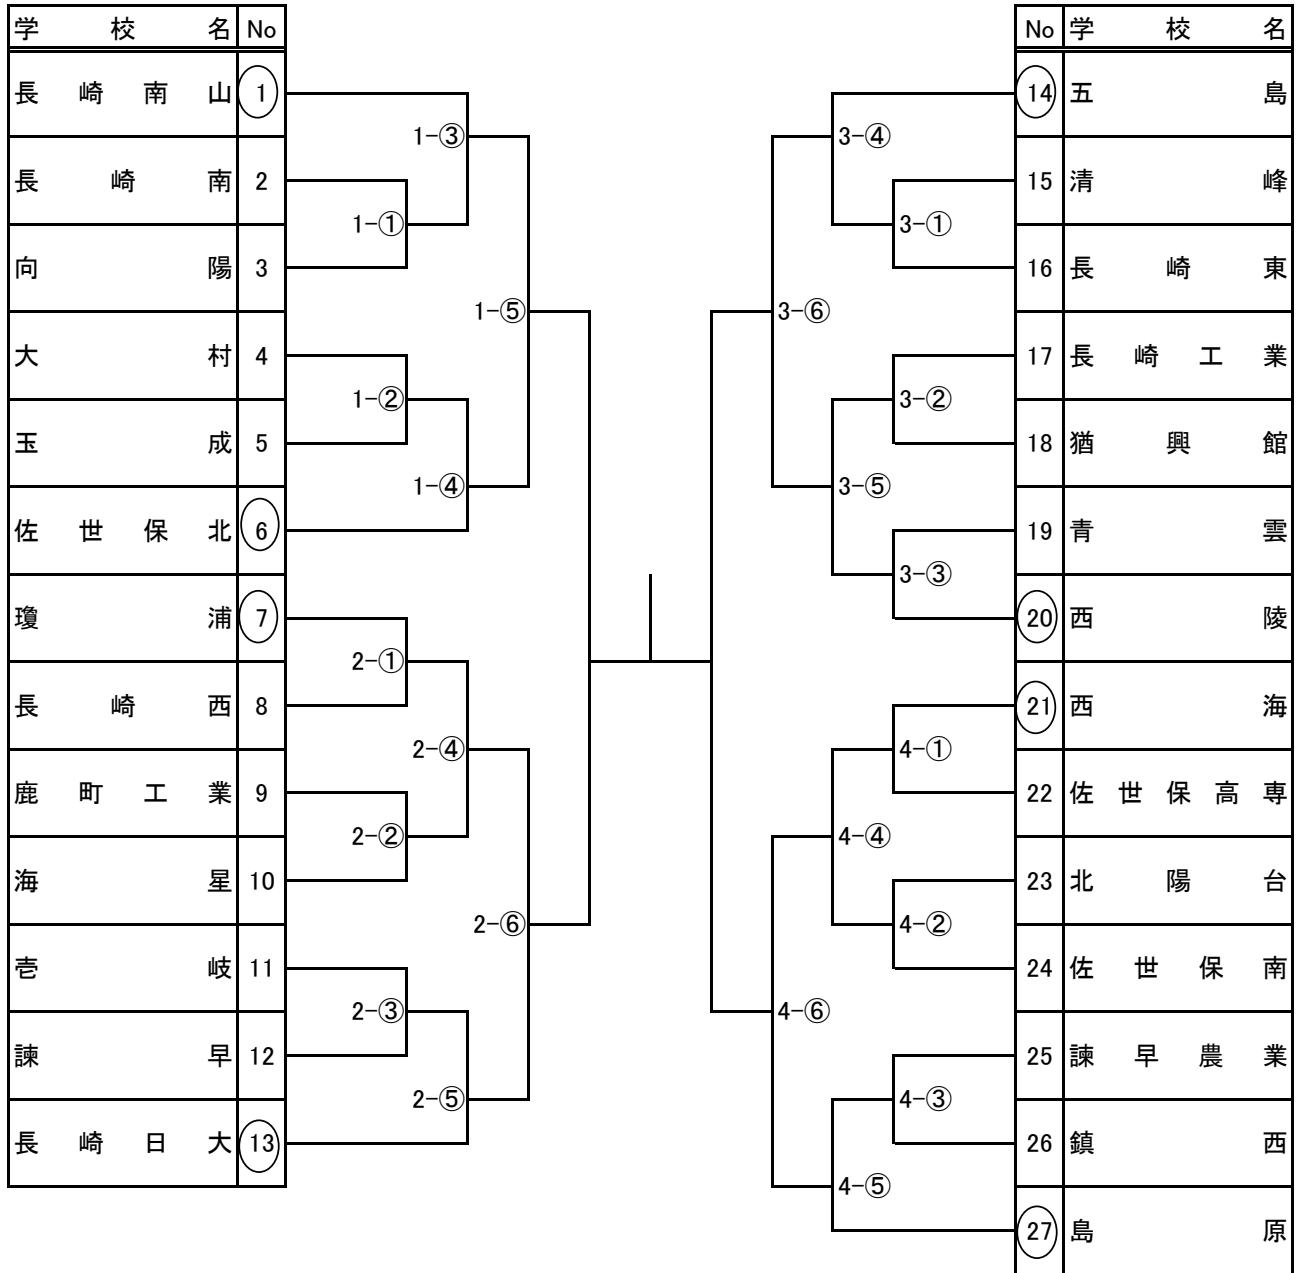 学校名 No
長崎南山 1
長崎南 2
向陽 3
大村 4
玉成 5
佐世保北 6
瓊浦 7
長崎西 8
鹿町工業 9
海星 10
壱岐 11
諫早 12
長崎日大 13
1-③
1-①
1-⑤
1-②
1-④
2-①
2-④
2-②
2-⑥
2-③
2-⑤
3-④
3-①
3-⑥
3-②
3-⑤
3-③
4-①
4-④
4-②
4-⑥
4-③
4-⑤
No 学校名
14 五島
15 清峰
16 長崎東
17 長崎工業
18 猶興館
19 青雲
20 西陵
21 西海
22 佐世保高専
23 北陽台
24 佐世保南
25 諫早農業
26 鎮西
27 島原